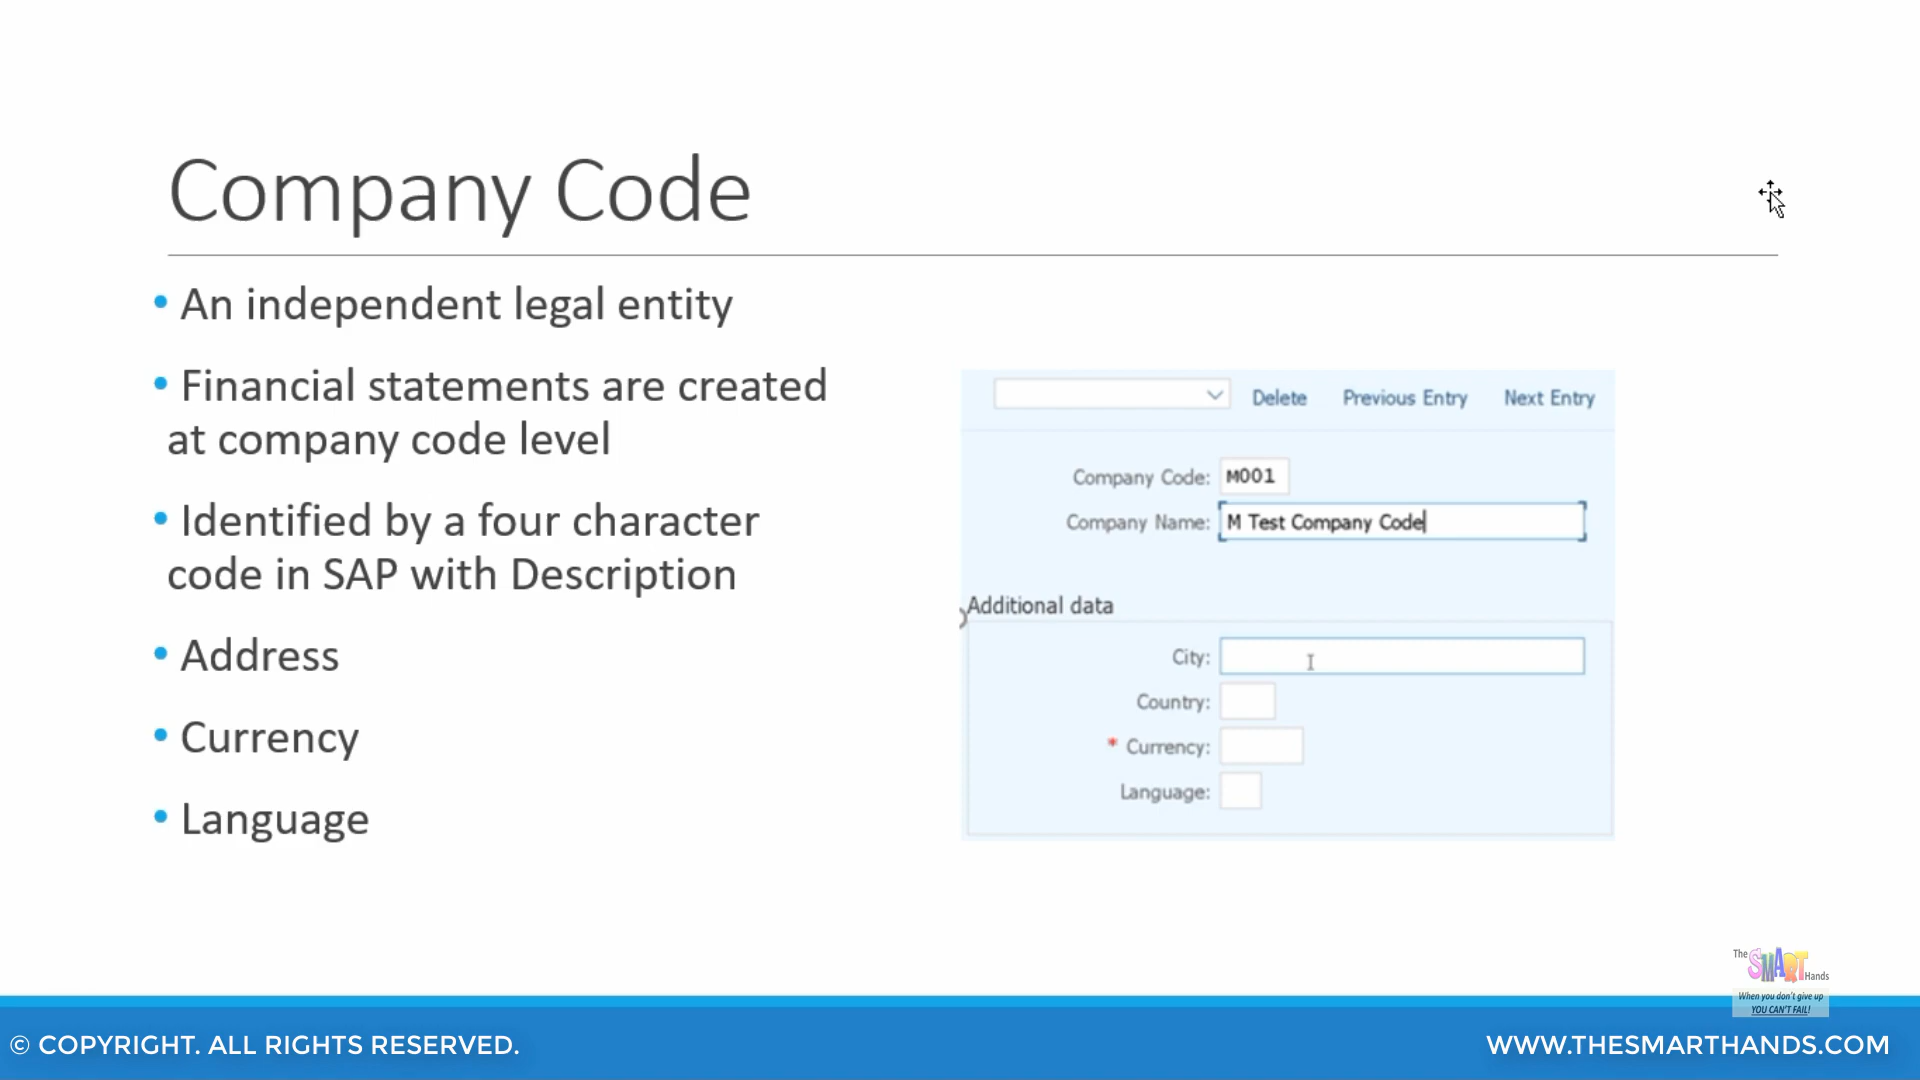 Company Code
• An independent legal entity
• Financial statements are created
at company code level
• Identified by a four character
code in SAP with Description
• Address
• Currency
• Language
Delete Previous Entry Next Entry
Company Code: M001
Company Name: M Test Company Code
Additional data
City:
Country:
* Currency:
Language:
The SMART Hands
When you don't give up
YOU CAN'T FAIL!
© COPYRIGHT. ALL RIGHTS RESERVED.
WWW.THESMARTHANDS.COM